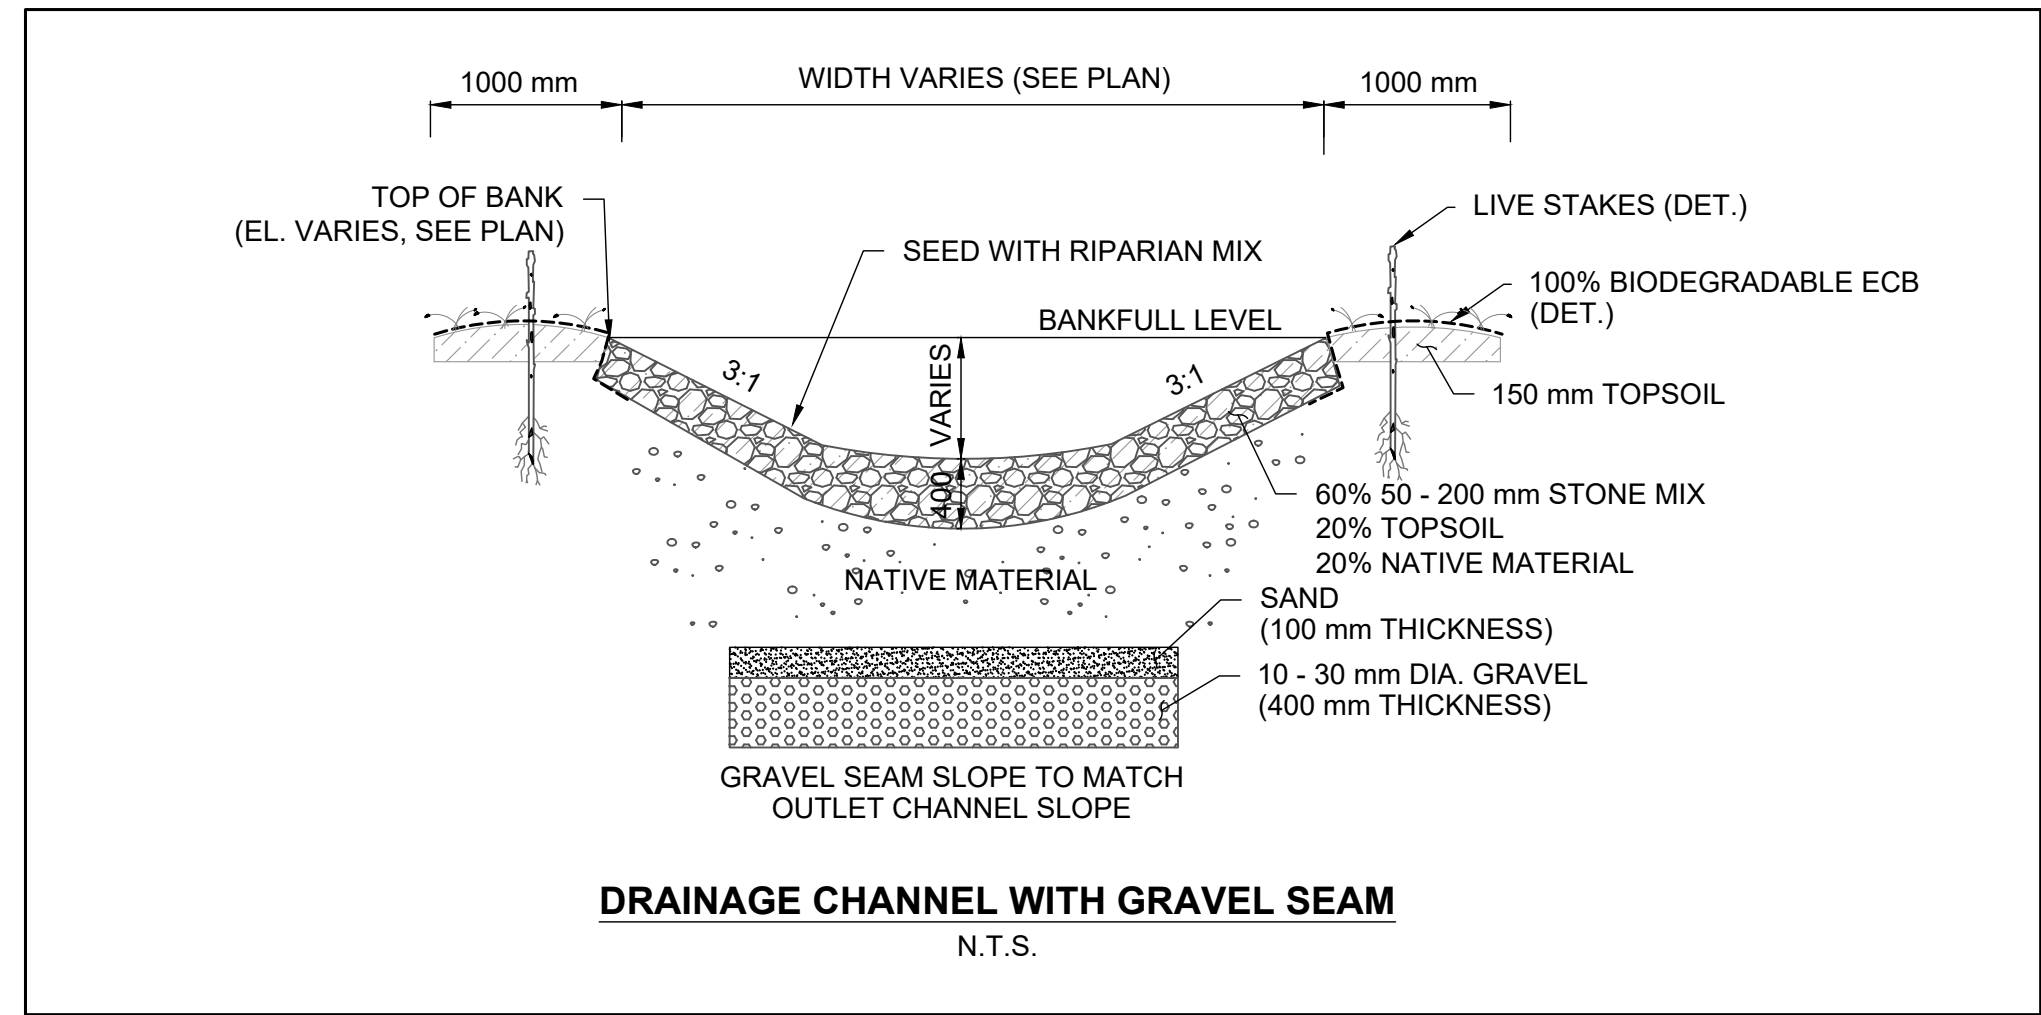 1000 mm
WIDTH VARIES (SEE PLAN)
1000 mm
TOP OF BANK
(EL. VARIES, SEE PLAN)
LIVE STAKES (DET.)
SEED WITH RIPARIAN MIX
100% BIODEGRADABLE ECB
(DET.)
BANKFULL LEVEL
3:1
VARIES
3:1
150 mm TOPSOIL
400
60% 50 - 200 mm STONE MIX
20% TOPSOIL
20% NATIVE MATERIAL
NATIVE MATERIAL
SAND
(100 mm THICKNESS)
10 - 30 mm DIA. GRAVEL
(400 mm THICKNESS)
GRAVEL SEAM SLOPE TO MATCH
OUTLET CHANNEL SLOPE
DRAINAGE CHANNEL WITH GRAVEL SEAM
N.T.S.